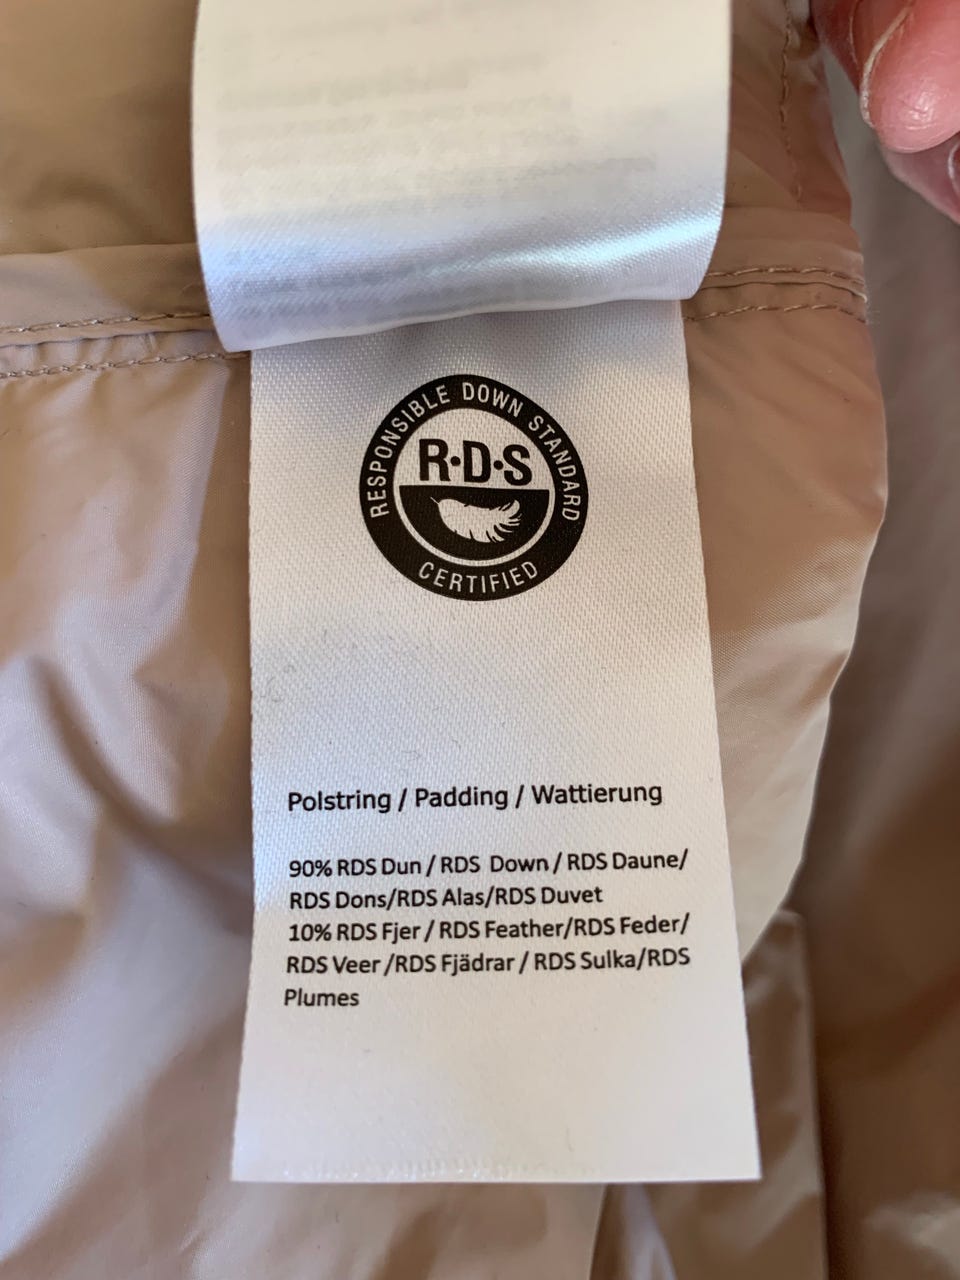 RESPONSIBLE DOWN STANDARD
R·D·S
CERTIFIED
Polstring / Padding / Wattierung
90% RDS Dun / RDS Down / RDS Daune/
RDS Dons/RDS Alas/RDS Duvet
10% RDS Fjer / RDS Feather/RDS Feder/
RDS Veer /RDS Fjädrar / RDS Sulka/RDS
Plumes